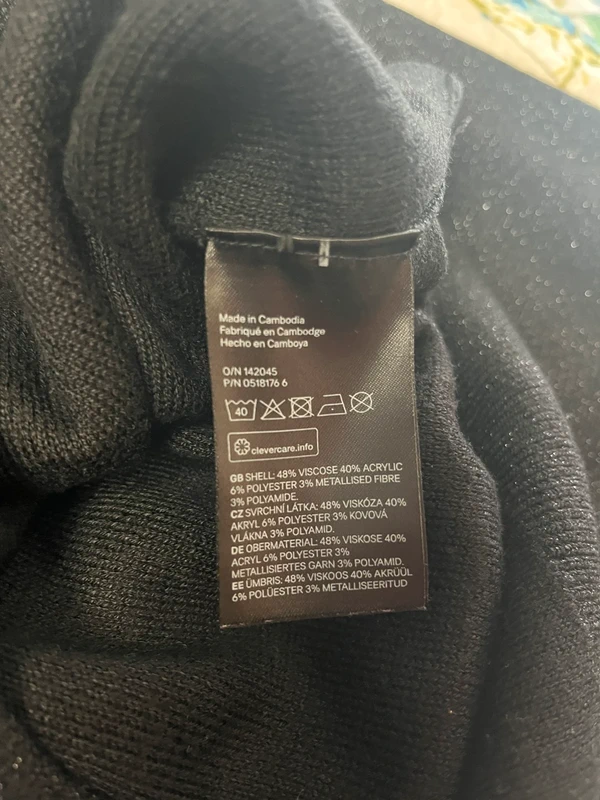 Made in Cambodia
Fabriqué en Cambodge
Hecho en Camboya
O/N 142045
P/N 0518176 6
40
clevercare.info
GB SHELL: 48% VISCOSE 40% ACRYLIC
6% POLYESTER 3% METALLISED FIBRE
3% POLYAMIDE.
CZ SVRCHNÍ LÁTKA: 48% VISKÓZA 40%
AKRYL 6% POLYESTER 3% KOVOVÁ
VLÁKNA 3% POLYAMID.
DE OBERMATERIAL: 48% VISKOSE 40%
ACRYL 6% POLYESTER 3%
METALLISIERTES GARN 3% POLYAMID.
EE ÜMBRIS: 48% VISKOOS 40% AKRÜÜL
6% POLÜESTER 3% METALLISEERITUD